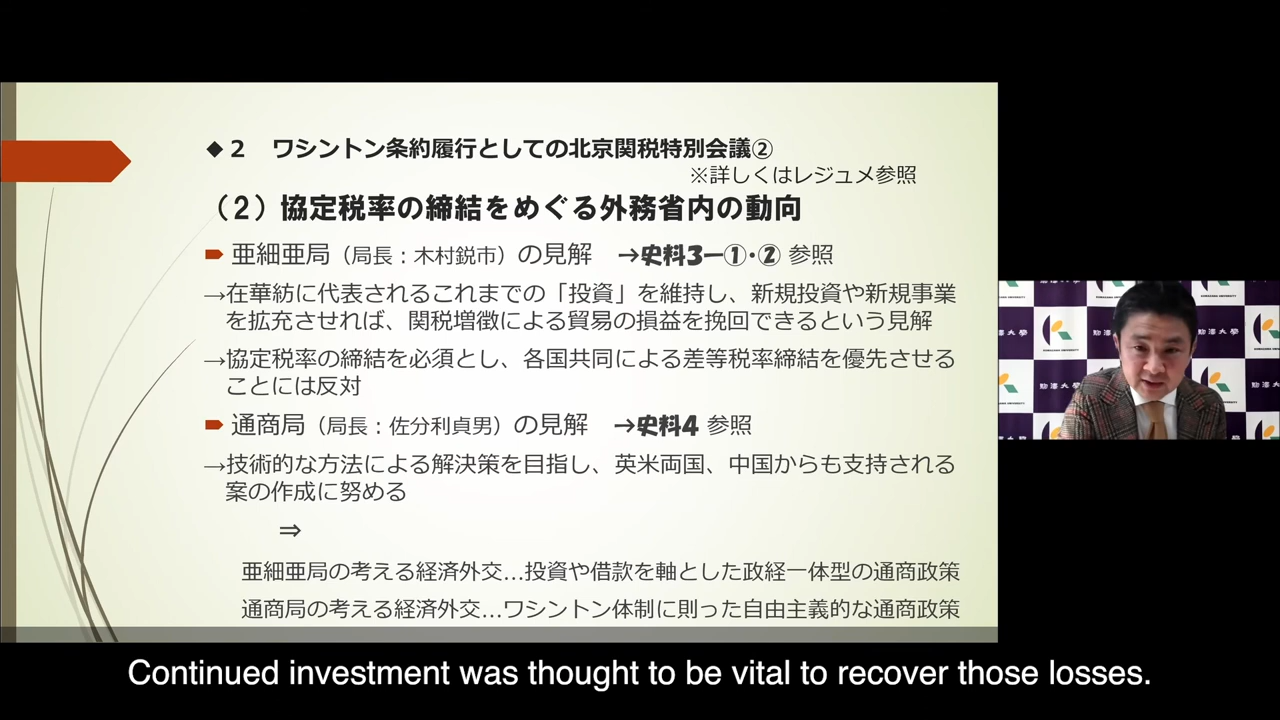 ◆２　ワシントン条約履行としての北京関税特別会議②
※詳しくはレジュメ参照
（２）協定税率の締結をめぐる外務省内の動向
亜細亜局（局長：木村鋭市）の見解　→史料3ー①・② 参照
→在華紡に代表されるこれまでの「投資」を維持し、新規投資や新規事業
を拡充させれば、関税増徴による貿易の損益を挽回できるという見解
→協定税率の締結を必須とし、各国共同による差等税率締結を優先させる
ことには反対
通商局（局長：佐分利貞男）の見解　→史料4 参照
→技術的な方法による解決策を目指し、英米両国、中国からも支持される
案の作成に努める
⇒
亜細亜局の考える経済外交…投資や借款を軸とした政経一体型の通商政策
通商局の考える経済外交…ワシントン体制に則った自由主義的な通商政策
駒澤大學
KOMAZAWA UNIVERSITY
Continued investment was thought to be vital to recover those losses.